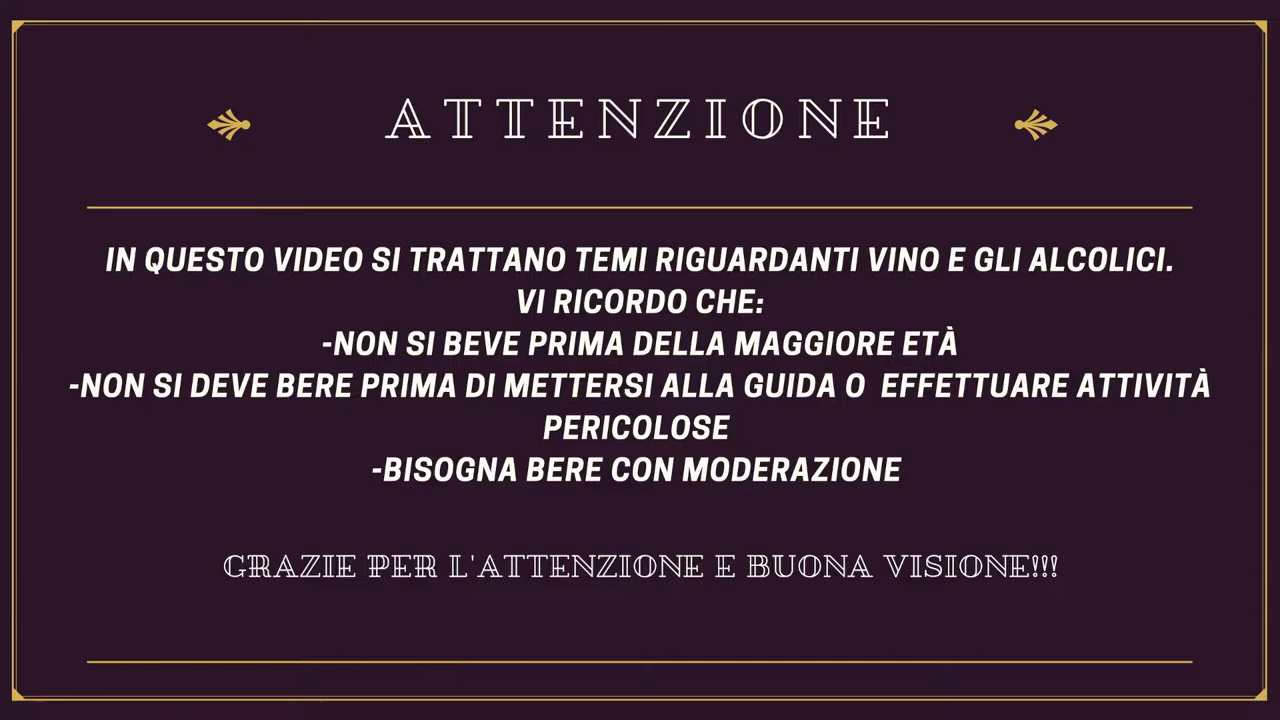 ATTENZIONE
IN QUESTO VIDEO SI TRATTANO TEMI RIGUARDANTI VINO E GLI ALCOLICI.
VI RICORDO CHE:
-NON SI BEVE PRIMA DELLA MAGGIORE ETÀ
-NON SI DEVE BERE PRIMA DI METTERSI ALLA GUIDA O EFFETTUARE ATTIVITÀ
PERICOLOSE
-BISOGNA BERE CON MODERAZIONE
GRAZIE PER L'ATTENZIONE E BUONA VISIONE!!!